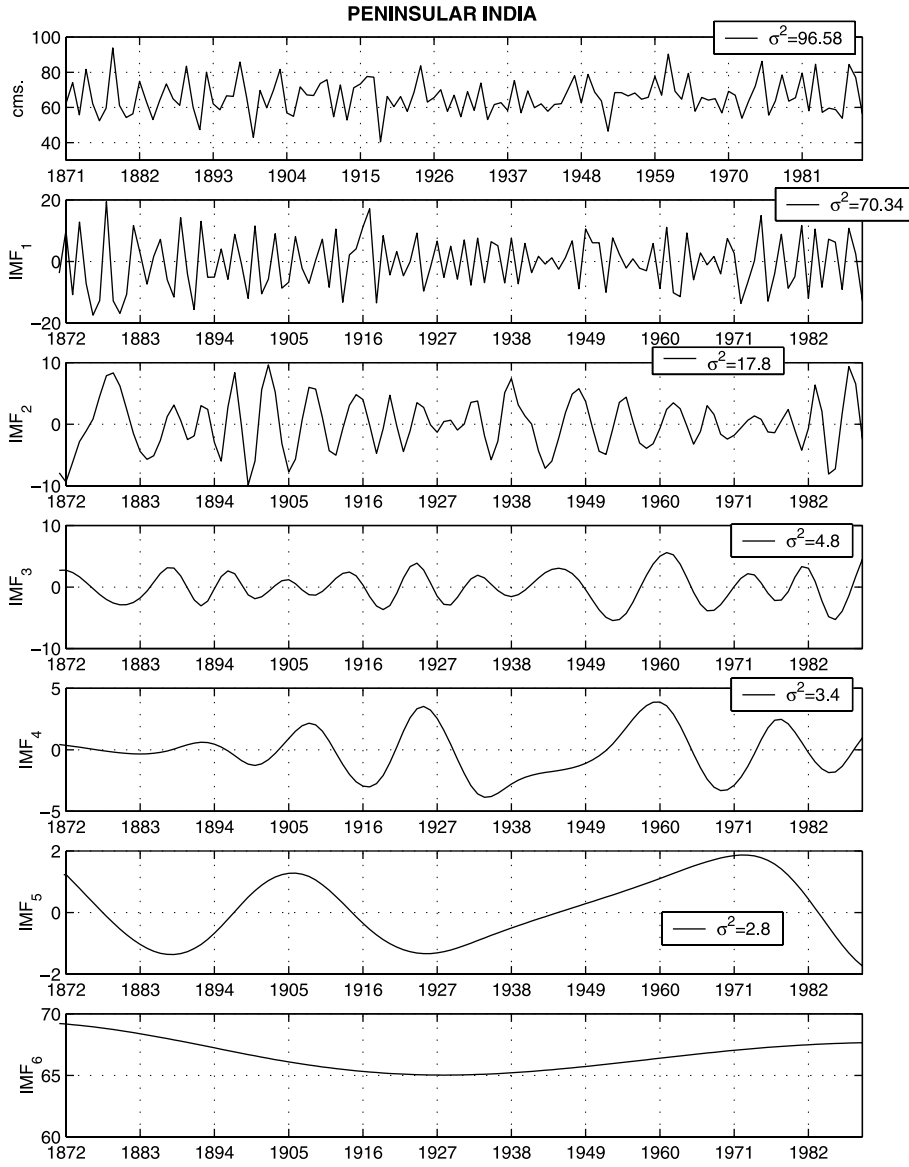 PENINSULAR INDIA
σ²=96.58
cms.
100
80
60
40
1871 1882 1893 1904 1915 1926 1937 1948 1959 1970 1981
σ²=70.34
IMF₁
20
0
−20
1872 1883 1894 1905 1916 1927 1938 1949 1960 1971 1982
σ²=17.8
IMF₂
10
0
−10
1872 1883 1894 1905 1916 1927 1938 1949 1960 1971 1982
σ²=4.8
IMF₃
10
0
−10
1872 1883 1894 1905 1916 1927 1938 1949 1960 1971 1982
σ²=3.4
IMF₄
5
0
−5
1872 1883 1894 1905 1916 1927 1938 1949 1960 1971 1982
σ²=2.8
IMF₅
2
0
−2
1872 1883 1894 1905 1916 1927 1938 1949 1960 1971 1982
IMF₆
70
65
60
1872 1883 1894 1905 1916 1927 1938 1949 1960 1971 1982